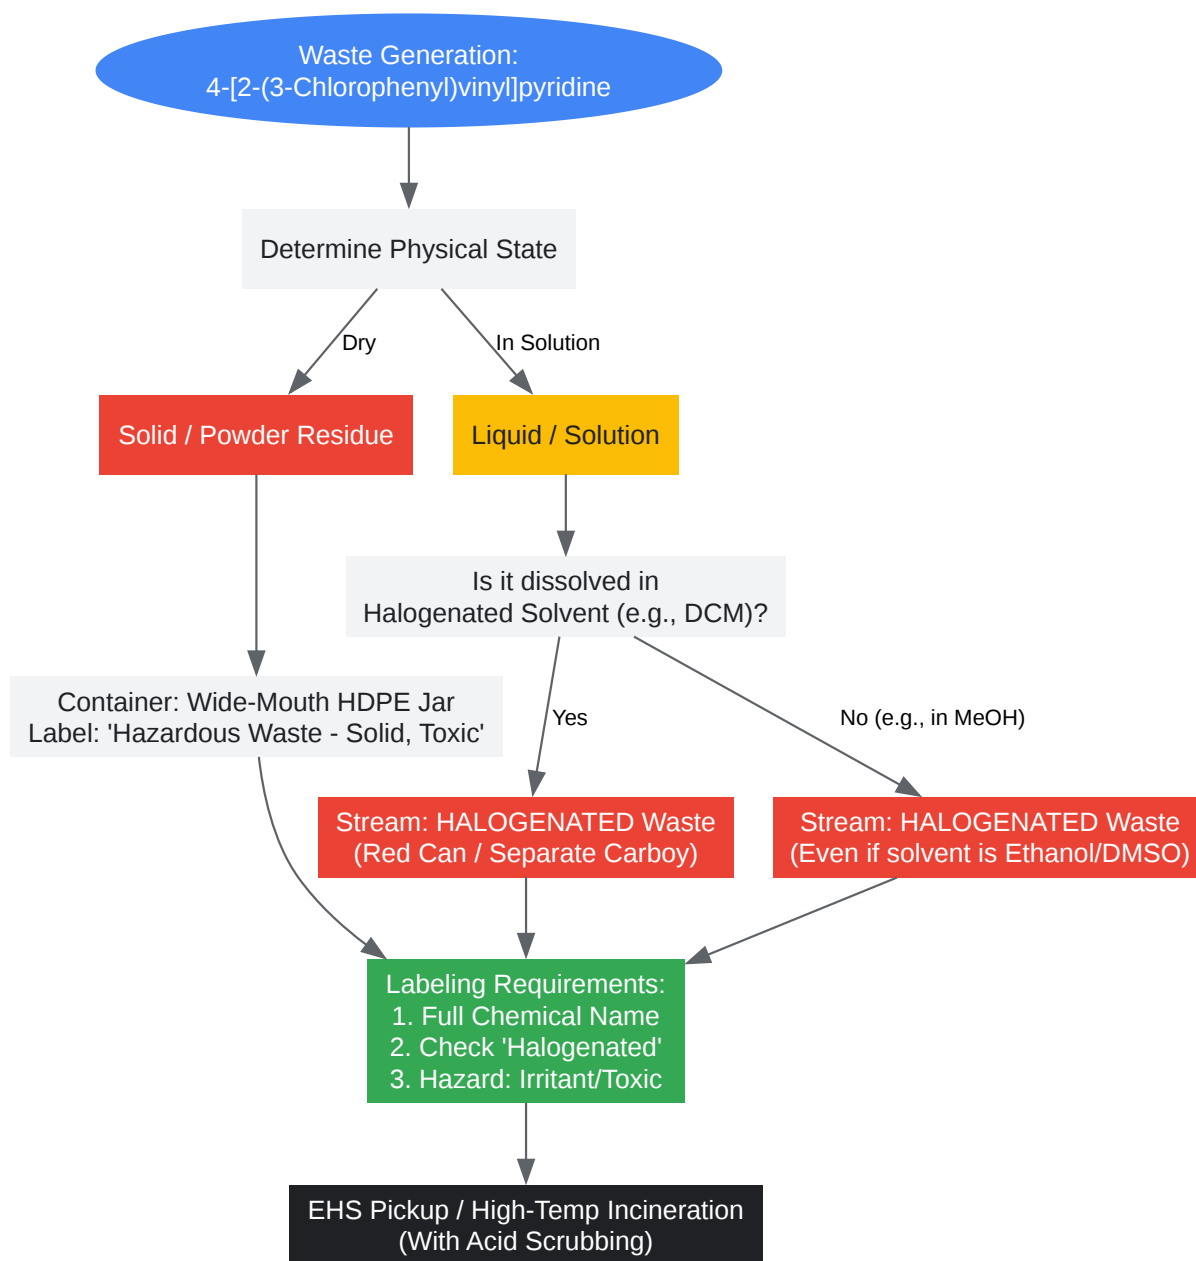 Waste Generation:
4-[2-(3-Chlorophenyl)vinyl]pyridine
Determine Physical State
Dry
In Solution
Solid / Powder Residue
Liquid / Solution
Is it dissolved in
Halogenated Solvent (e.g., DCM)?
Container: Wide-Mouth HDPE Jar
Label: 'Hazardous Waste - Solid, Toxic'
Yes
No (e.g., in MeOH)
Stream: HALOGENATED Waste
(Red Can / Separate Carboy)
Stream: HALOGENATED Waste
(Even if solvent is Ethanol/DMSO)
Labeling Requirements:
1. Full Chemical Name
2. Check 'Halogenated'
3. Hazard: Irritant/Toxic
EHS Pickup / High-Temp Incineration
(With Acid Scrubbing)